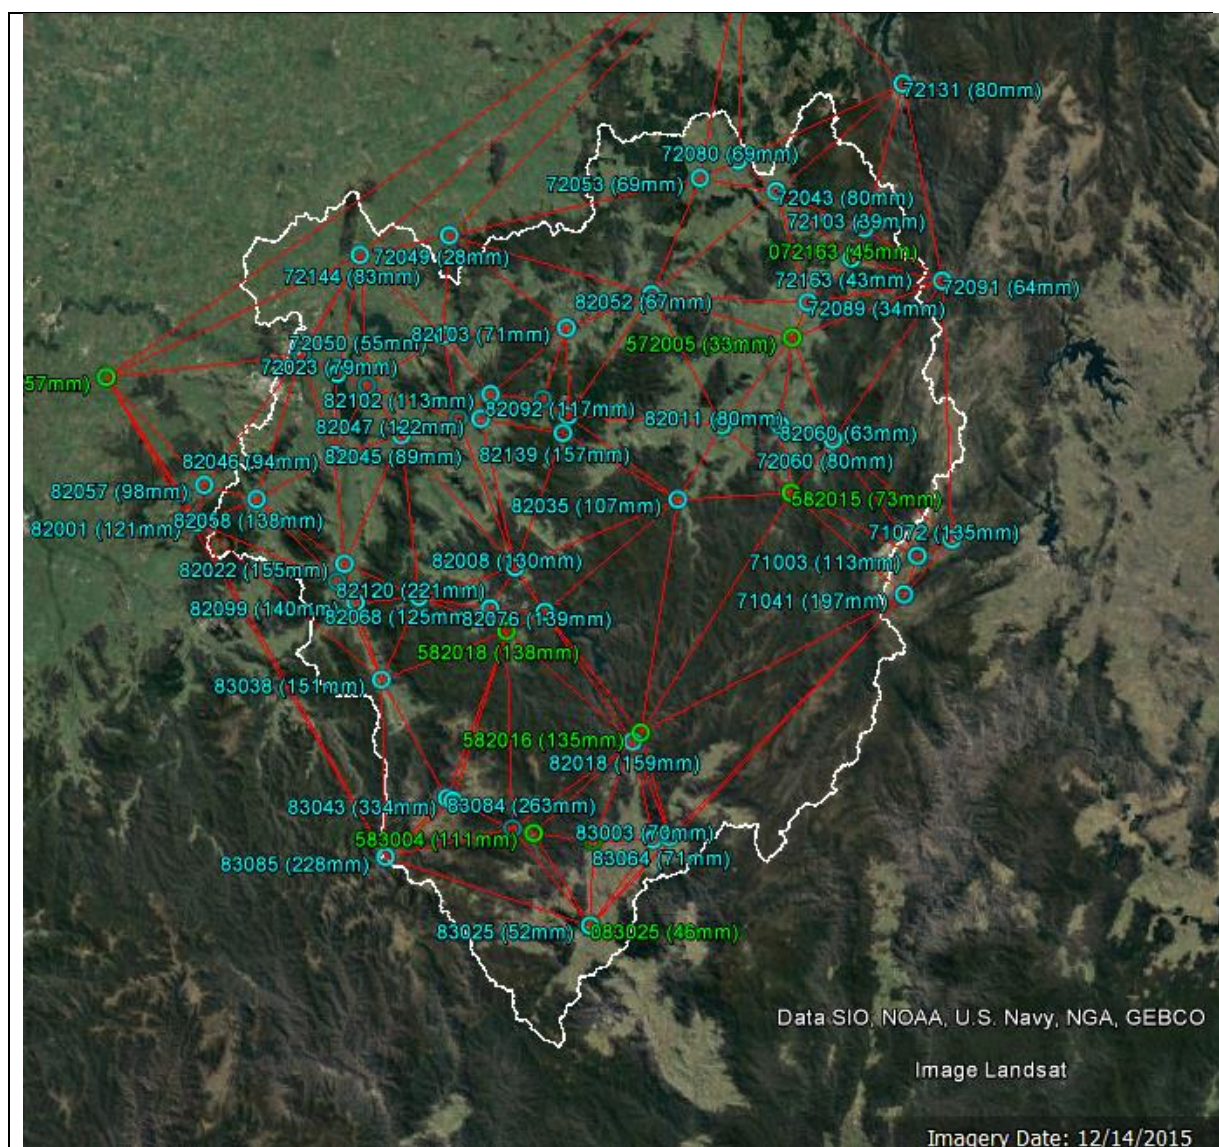 72131 (80mm)
72080 (69mm)
72053 (69mm)
72043 (80mm)
72103 (39mm)
072163 (45mm)
72049 (28mm)
72144 (83mm)
72163 (43mm)
72091 (64mm)
82052 (67mm)
72089 (34mm)
72050 (55mm)
82103 (71mm)
572005 (33mm)
72023 (79mm)
57mm)
82102 (113mm)
82092 (117mm)
82011 (80mm)
82047 (122mm)
82060 (63mm)
82045 (89mm)
82139 (157mm)
72060 (80mm)
82046 (94mm)
82057 (98mm)
82035 (107mm)
582015 (73mm)
82058 (138mm)
82001 (121mm)
71072 (135mm)
71003 (113mm)
82008 (130mm)
82022 (155mm)
82120 (221mm)
71041 (197mm)
82099 (140mm)
82068 (125mm)
82076 (139mm)
582018 (138mm)
83038 (151mm)
582016 (135mm)
82018 (159mm)
83043 (334mm)
83084 (263mm)
83003 (70mm)
583004 (111mm)
83064 (71mm)
83085 (228mm)
83025 (52mm)
083025 (46mm)
Data SIO, NOAA, U.S. Navy, NGA, GEBCO
Image Landsat
Imagery Date: 12/14/2015